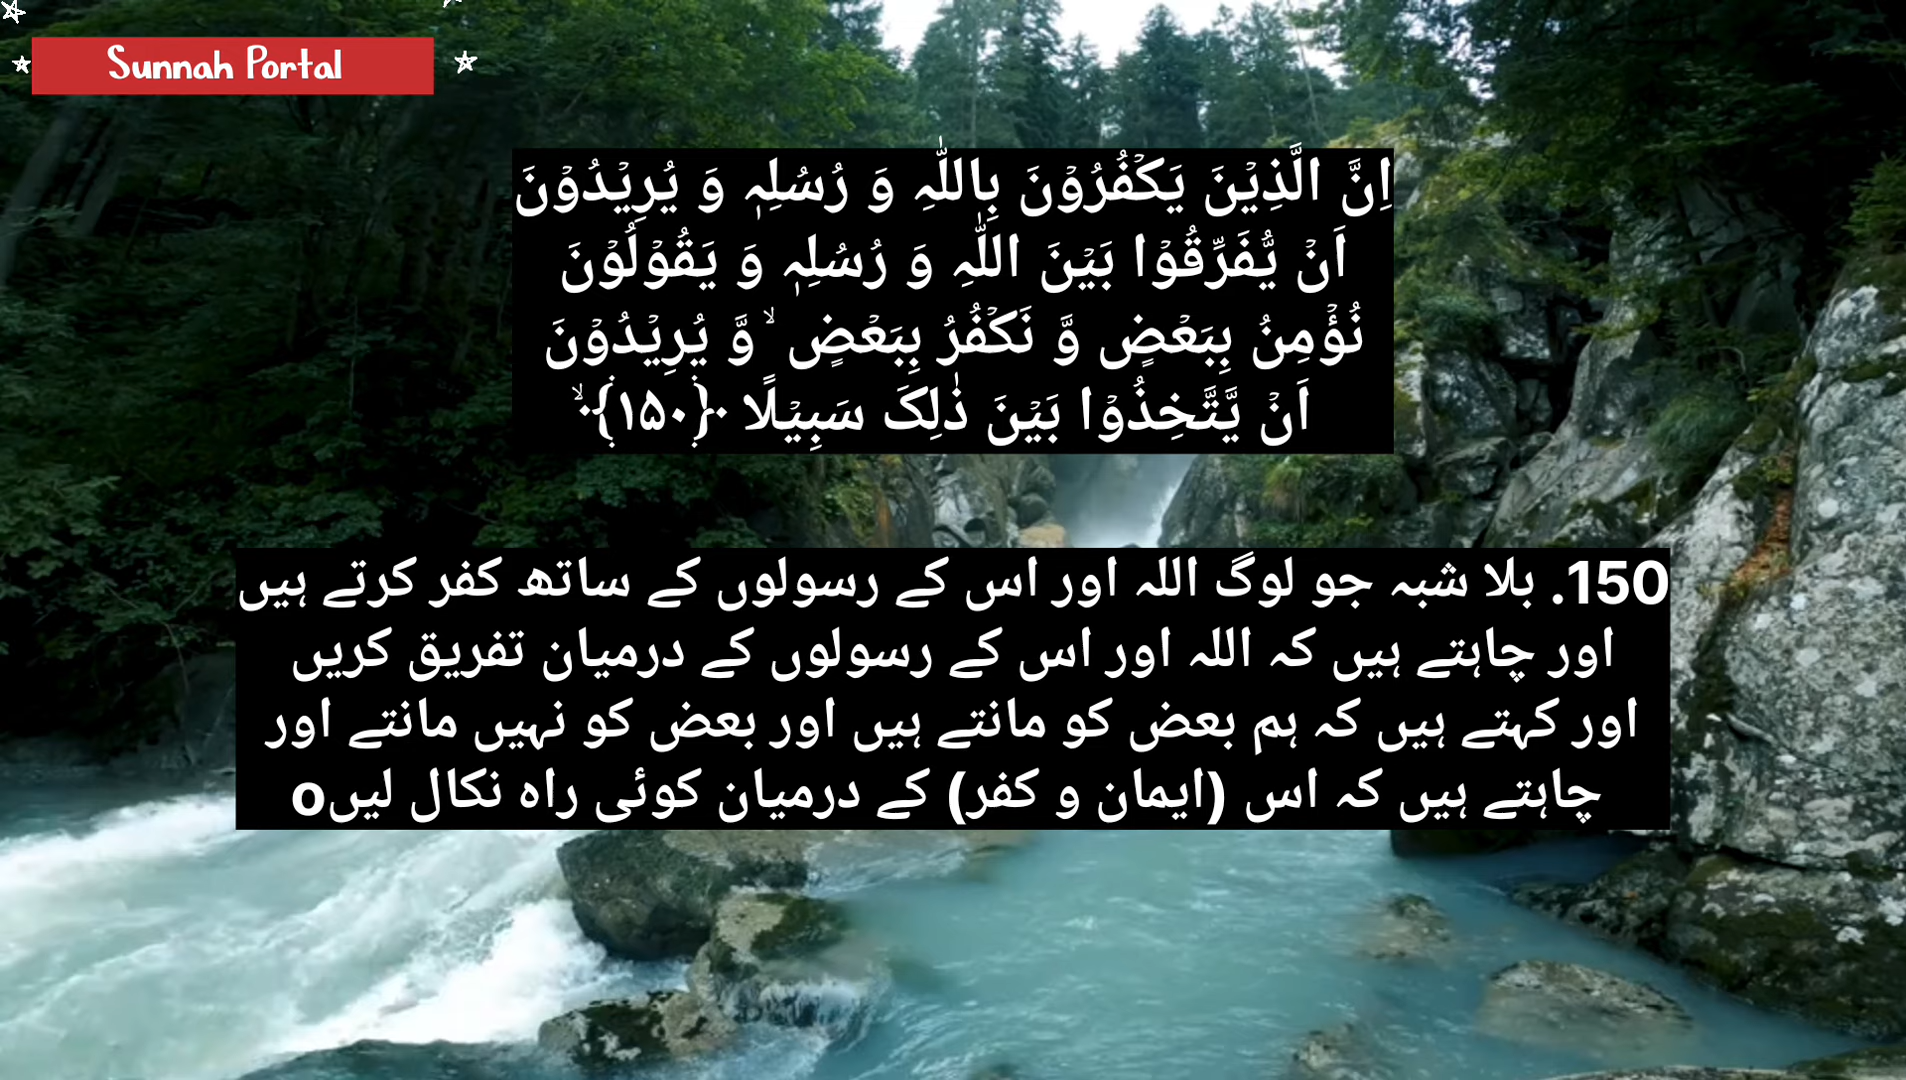 Sunnah Portal
اِنَّ الَّذِیۡنَ یَکۡفُرُوۡنَ بِاللّٰہِ وَ رُسُلِہٖ وَ یُرِیۡدُوۡنَ
اَنۡ یُّفَرِّقُوۡا بَیۡنَ اللّٰہِ وَ رُسُلِہٖ وَ یَقُوۡلُوۡنَ
نُؤۡمِنُ بِبَعۡضٍ وَّ نَکۡفُرُ بِبَعۡضٍ ۙ وَّ یُرِیۡدُوۡنَ
اَنۡ یَّتَّخِذُوۡا بَیۡنَ ذٰلِکَ سَبِیۡلًا ﴿۱۵۰﴾ۙ
150. بلا شبہ جو لوگ اللہ اور اس کے رسولوں کے ساتھ کفر کرتے ہیں
اور چاہتے ہیں کہ اللہ اور اس کے رسولوں کے درمیان تفریق کریں
اور کہتے ہیں کہ ہم بعض کو مانتے ہیں اور بعض کو نہیں مانتے اور
چاہتے ہیں کہ اس (ایمان و کفر) کے درمیان کوئی راہ نکال لیںo